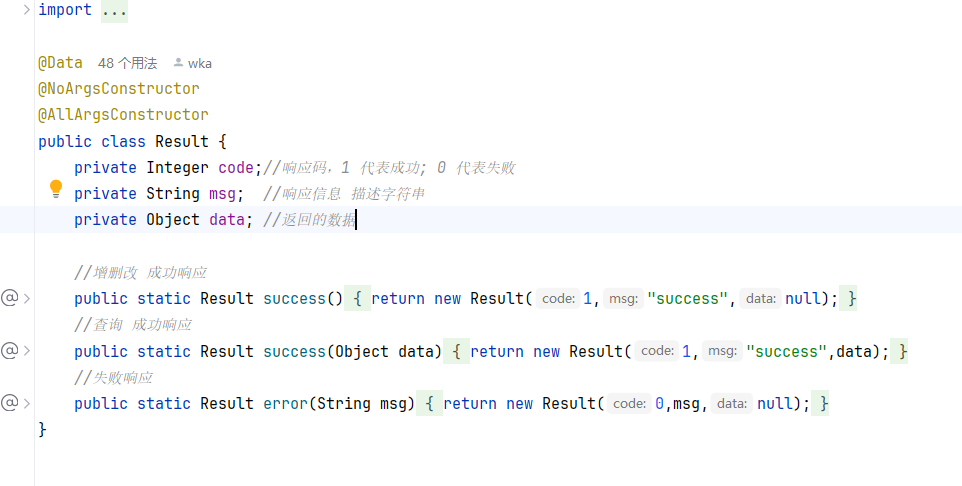 import ...
@Data 48 个用法 wka
@NoArgsConstructor
@AllArgsConstructor
public class Result {
private Integer code;//响应码，1 代表成功; 0 代表失败
private String msg;  //响应信息 描述字符串
private Object data; //返回的数据
//增删改 成功响应
public static Result success() { return new Result( code: 1, msg: "success", data: null); }
//查询 成功响应
public static Result success(Object data) { return new Result( code: 1, msg: "success",data); }
//失败响应
public static Result error(String msg) { return new Result( code: 0,msg, data: null); }
}